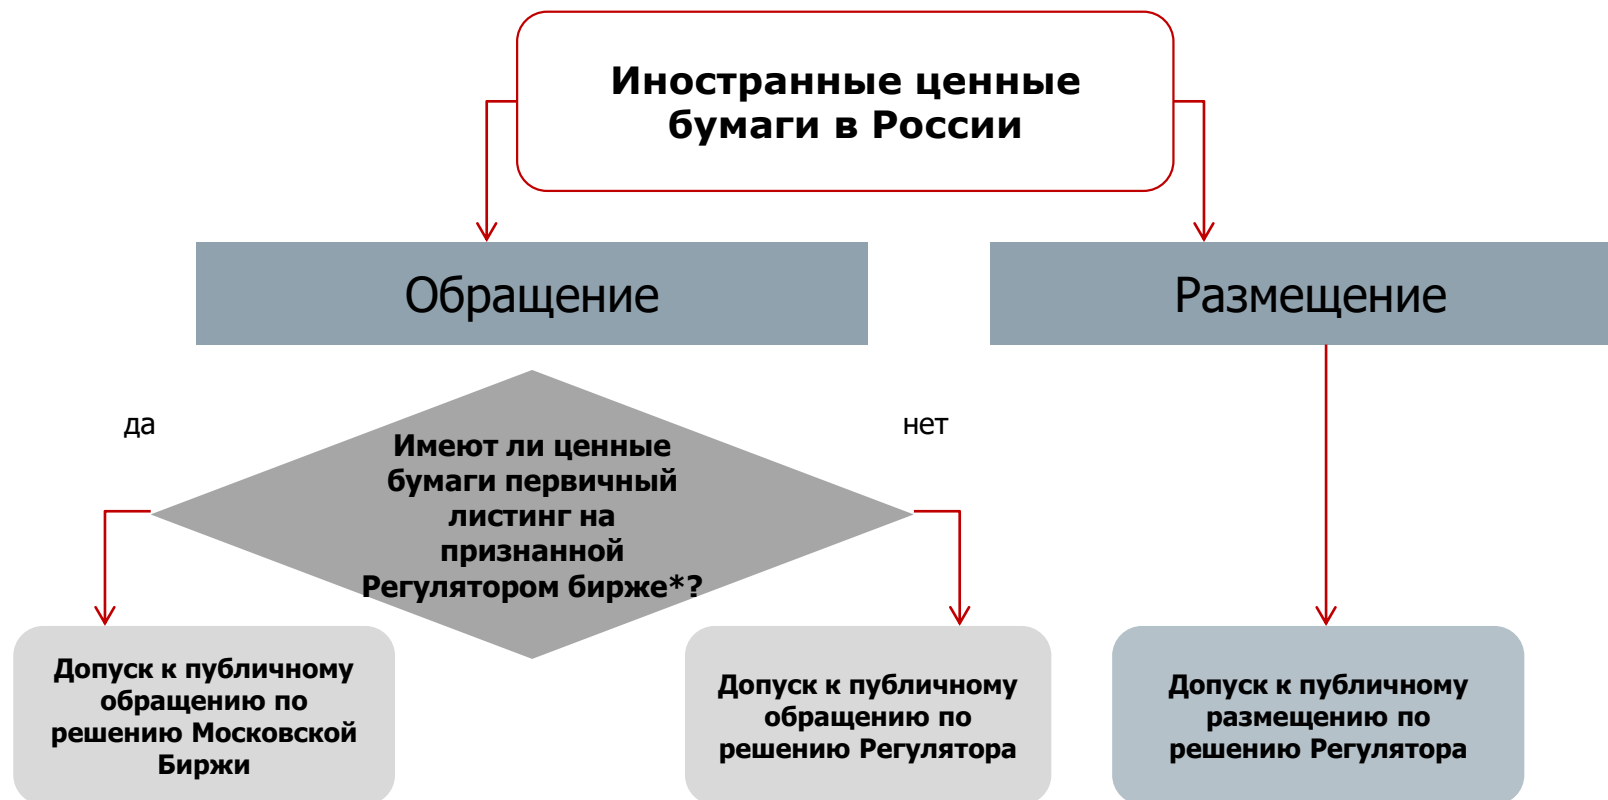 Иностранные ценные
бумаги в России
Обращение
Размещение
да
нет
Имеют ли ценные
бумаги первичный
листинг на
признанной
Регулятором бирже*?
Допуск к публичному
обращению по
решению Московской
Биржи
Допуск к публичному
обращению по
решению Регулятора
Допуск к публичному
размещению по
решению Регулятора